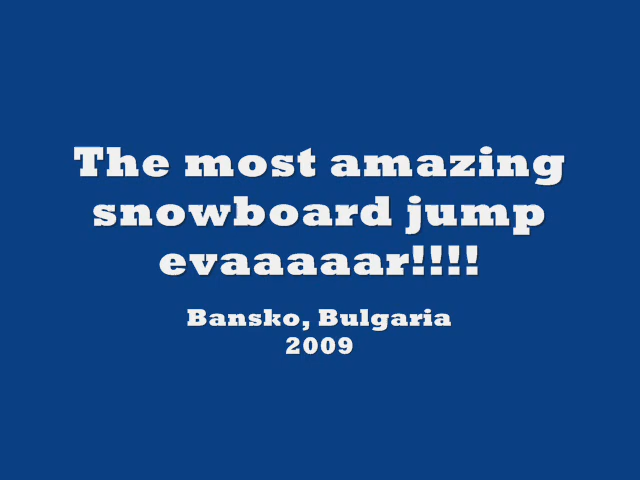 The most amazing
snowboard jump
evaaaaar!!!!
Bansko, Bulgaria
2009